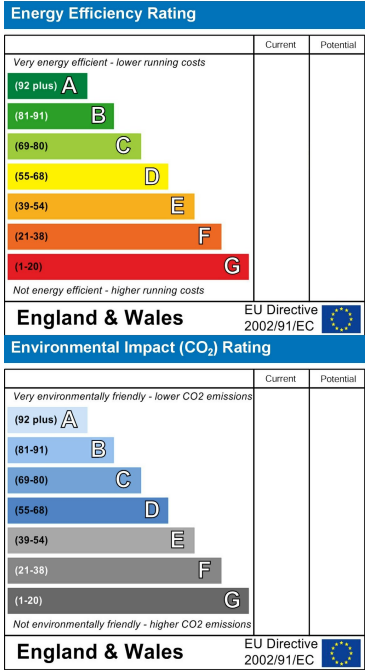 Energy Efficiency Rating
Current Potential
Very energy efficient - lower running costs
(92 plus) A
(81-91) B
(69-80) C
(55-68) D
(39-54) E
(21-38) F
(1-20) G
Not energy efficient - higher running costs
England & Wales
EU Directive
2002/91/EC
Environmental Impact (CO₂) Rating
Current Potential
Very environmentally friendly - lower CO2 emissions
(92 plus) A
(81-91) B
(69-80) C
(55-68) D
(39-54) E
(21-38) F
(1-20) G
Not environmentally friendly - higher CO2 emissions
England & Wales
EU Directive
2002/91/EC